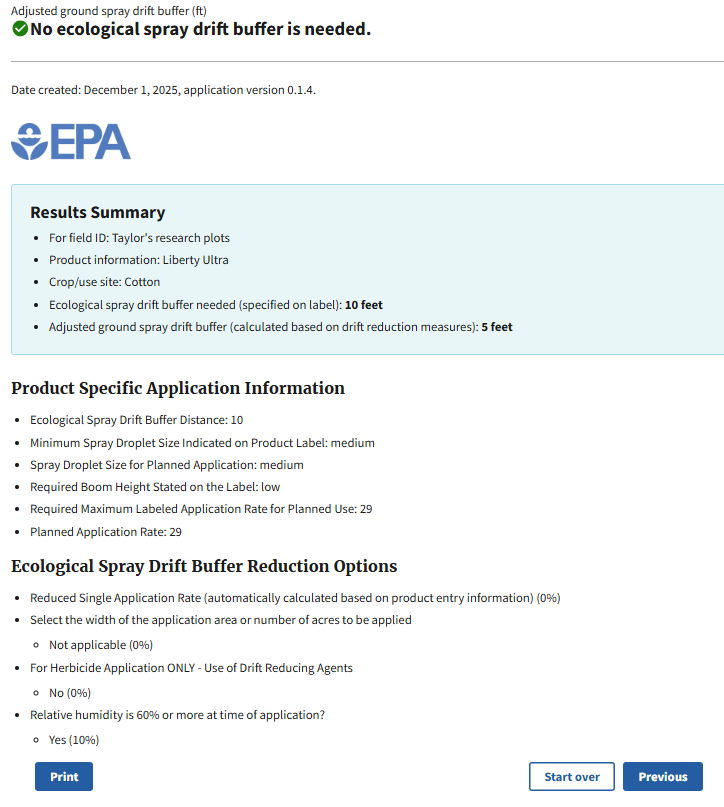 Adjusted ground spray drift buffer (ft)
No ecological spray drift buffer is needed.
Date created: December 1, 2025, application version 0.1.4.
EPA
Results Summary
For field ID: Taylor's research plots
Product information: Liberty Ultra
Crop/use site: Cotton
Ecological spray drift buffer needed (specified on label): 10 feet
Adjusted ground spray drift buffer (calculated based on drift reduction measures): 5 feet
Product Specific Application Information
Ecological Spray Drift Buffer Distance: 10
Minimum Spray Droplet Size Indicated on Product Label: medium
Spray Droplet Size for Planned Application: medium
Required Boom Height Stated on the Label: low
Required Maximum Labeled Application Rate for Planned Use: 29
Planned Application Rate: 29
Ecological Spray Drift Buffer Reduction Options
Reduced Single Application Rate (automatically calculated based on product entry information) (0%)
Select the width of the application area or number of acres to be applied
Not applicable (0%)
For Herbicide Application ONLY - Use of Drift Reducing Agents
No (0%)
Relative humidity is 60% or more at time of application?
Yes (10%)
Print
Start over
Previous